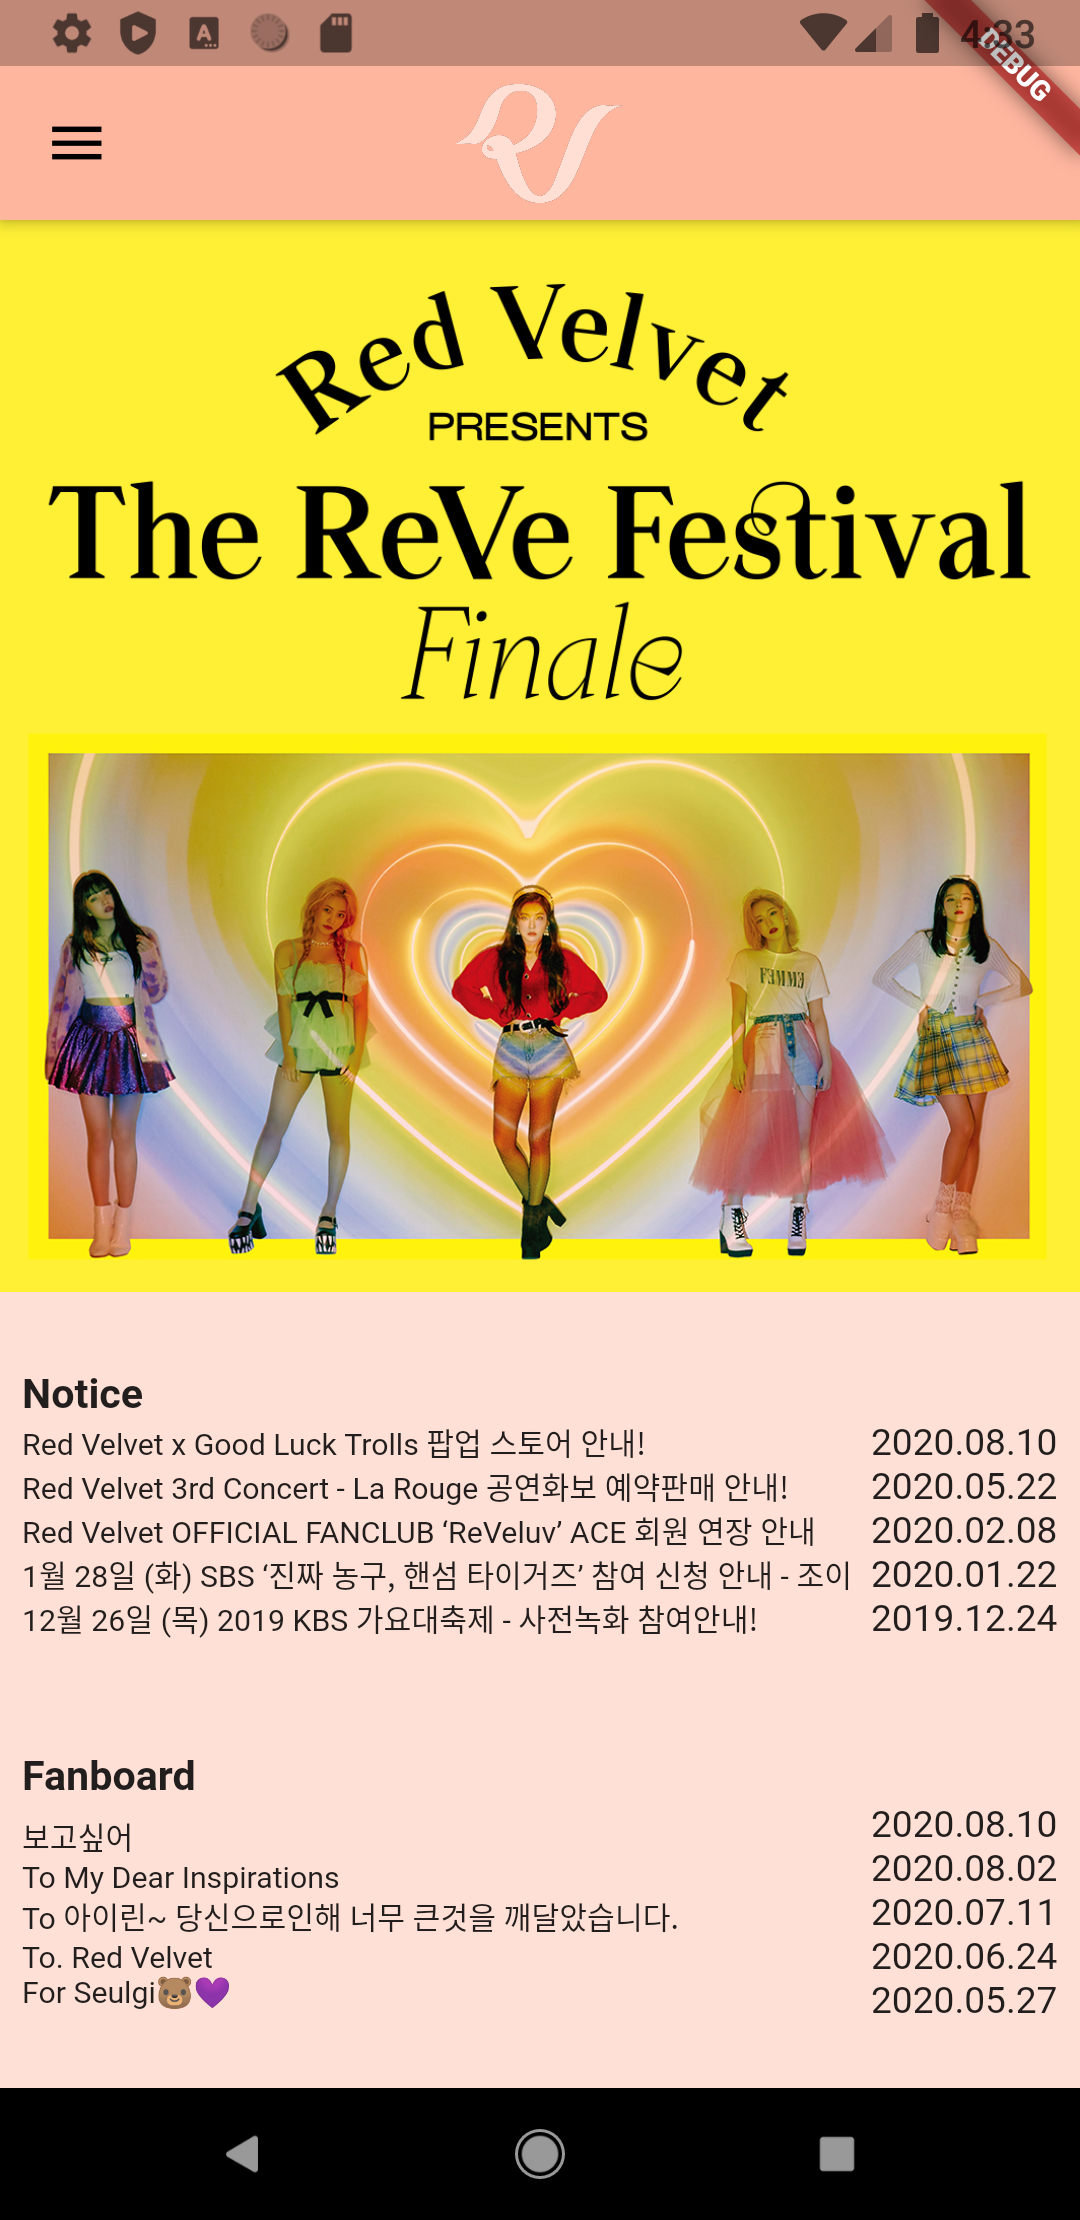 4:33
DEBUG
RV
Red Velvet
PRESENTS
The ReVe Festival
Finale
Notice
Red Velvet x Good Luck Trolls 팝업 스토어 안내! 2020.08.10
Red Velvet 3rd Concert - La Rouge 공연화보 예약판매 안내! 2020.05.22
Red Velvet OFFICIAL FANCLUB ‘ReVeluv’ ACE 회원 연장 안내 2020.02.08
1월 28일 (화) SBS ‘진짜 농구, 핸섬 타이거즈’ 참여 신청 안내 - 조이 2020.01.22
12월 26일 (목) 2019 KBS 가요대축제 - 사전녹화 참여안내! 2019.12.24
Fanboard
보고싶어 2020.08.10
To My Dear Inspirations 2020.08.02
To 아이린~ 당신으로인해 너무 큰것을 깨달았습니다. 2020.07.11
To. Red Velvet 2020.06.24
For Seulgi🐻💜 2020.05.27